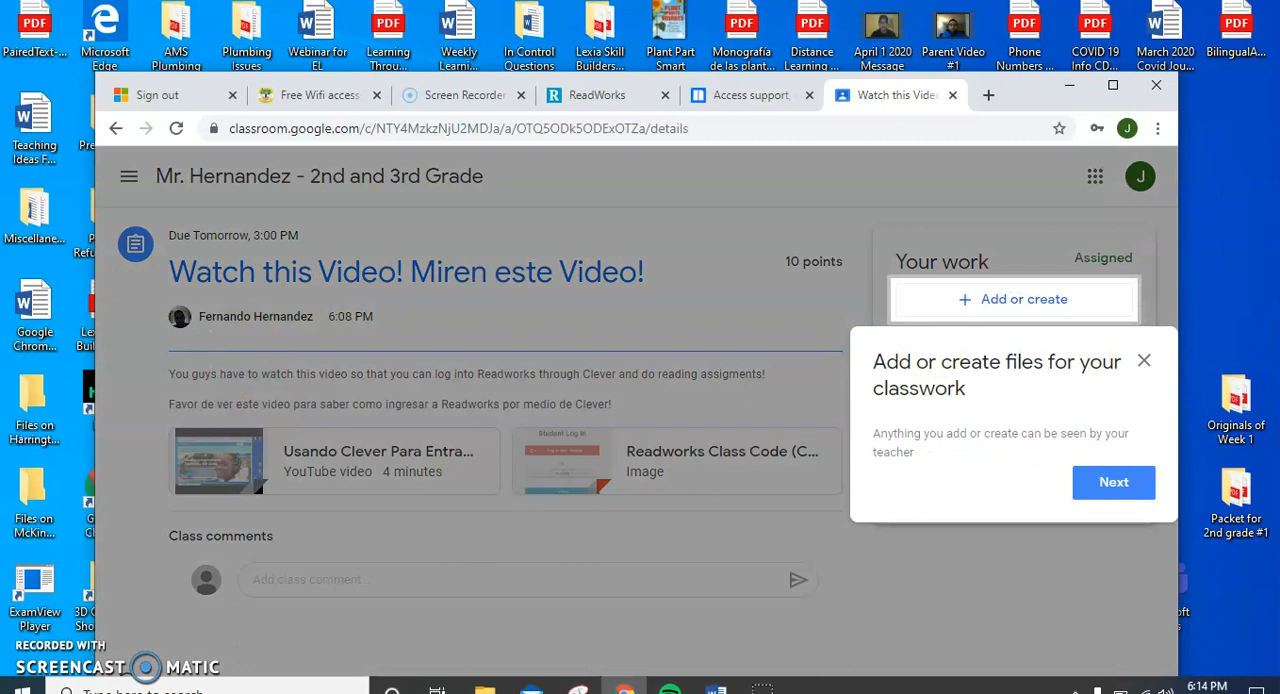 PairedText-...
Microsoft Edge
AMS Plumbing
Plumbing Issues
Webinar for EL
Learning Throu...
Weekly Learni...
In Control Questions
Lexia Skill Builders...
Plant Part Smart
Monografía de las plant...
Distance Learning ...
April 1 2020 Message
Parent Video #1
Phone Numbers ...
COVID 19 Info CD...
March 2020 Covid Jou...
BilingualA...
Sign out
Free Wifi access
Screen Recorder
ReadWorks
Access support,
Watch this Video
classroom.google.com/c/NTY4MzkzNjU2MDJa/a/OTQ5ODk5ODExOTZa/details
J
Mr. Hernandez - 2nd and 3rd Grade
J
Due Tomorrow, 3:00 PM
Watch this Video! Miren este Video!
10 points
Fernando Hernandez 6:08 PM
You guys have to watch this video so that you can log into Readworks through Clever and do reading assigments!
Favor de ver este video para saber como ingresar a Readworks por medio de Clever!
Usando Clever Para Entra...
YouTube video 4 minutes
Student Log In
Readworks Class Code (C...
Image
Class comments
Add class comment...
Your work
Assigned
+ Add or create
Add or create files for your
classwork
Anything you add or create can be seen by your
teacher
Next
Teaching
Ideas F...
Miscellane...
Google
Chrom...
Files on
Harringt...
Files on
McKin...
ExamView
Player
Originals of
Week 1
Packet for
2nd grade #1
RECORDED WITH
SCREENCAST MATIC
Type here to search
6:14 PM